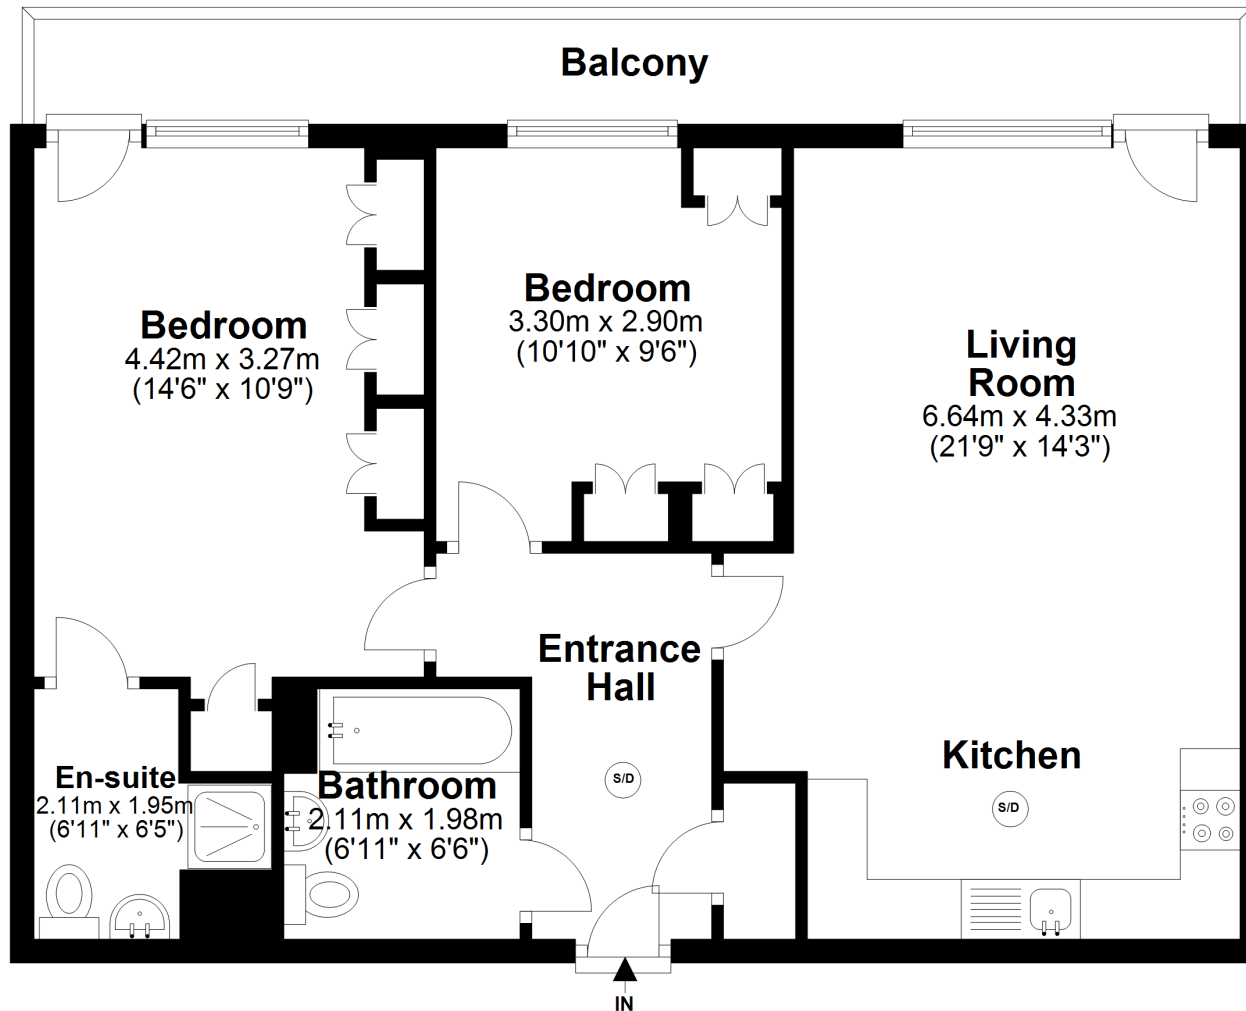 Balcony
Bedroom
4.42m x 3.27m
(14'6" x 10'9")
Bedroom
3.30m x 2.90m
(10'10" x 9'6")
Living
Room
6.64m x 4.33m
(21'9" x 14'3")
Entrance
Hall
S/D
Kitchen
S/D
En-suite
2.11m x 1.95m
(6'11" x 6'5")
Bathroom
2.11m x 1.98m
(6'11" x 6'6")
IN